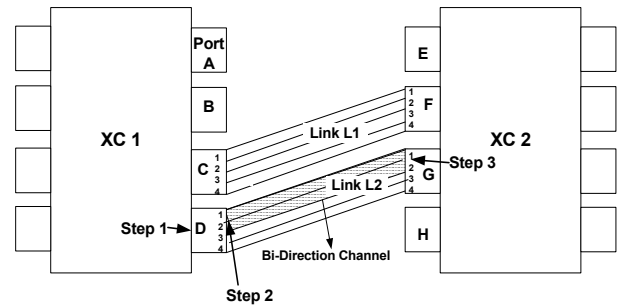 Port
A
B
XC 1
C
1
2
3
4
D
1
2
3
4
Step 1
Step 2
Link L1
Link L2
Bi-Direction Channel
E
1
2
3
4
F
1
2
3
4
G
Step 3
H
XC 2